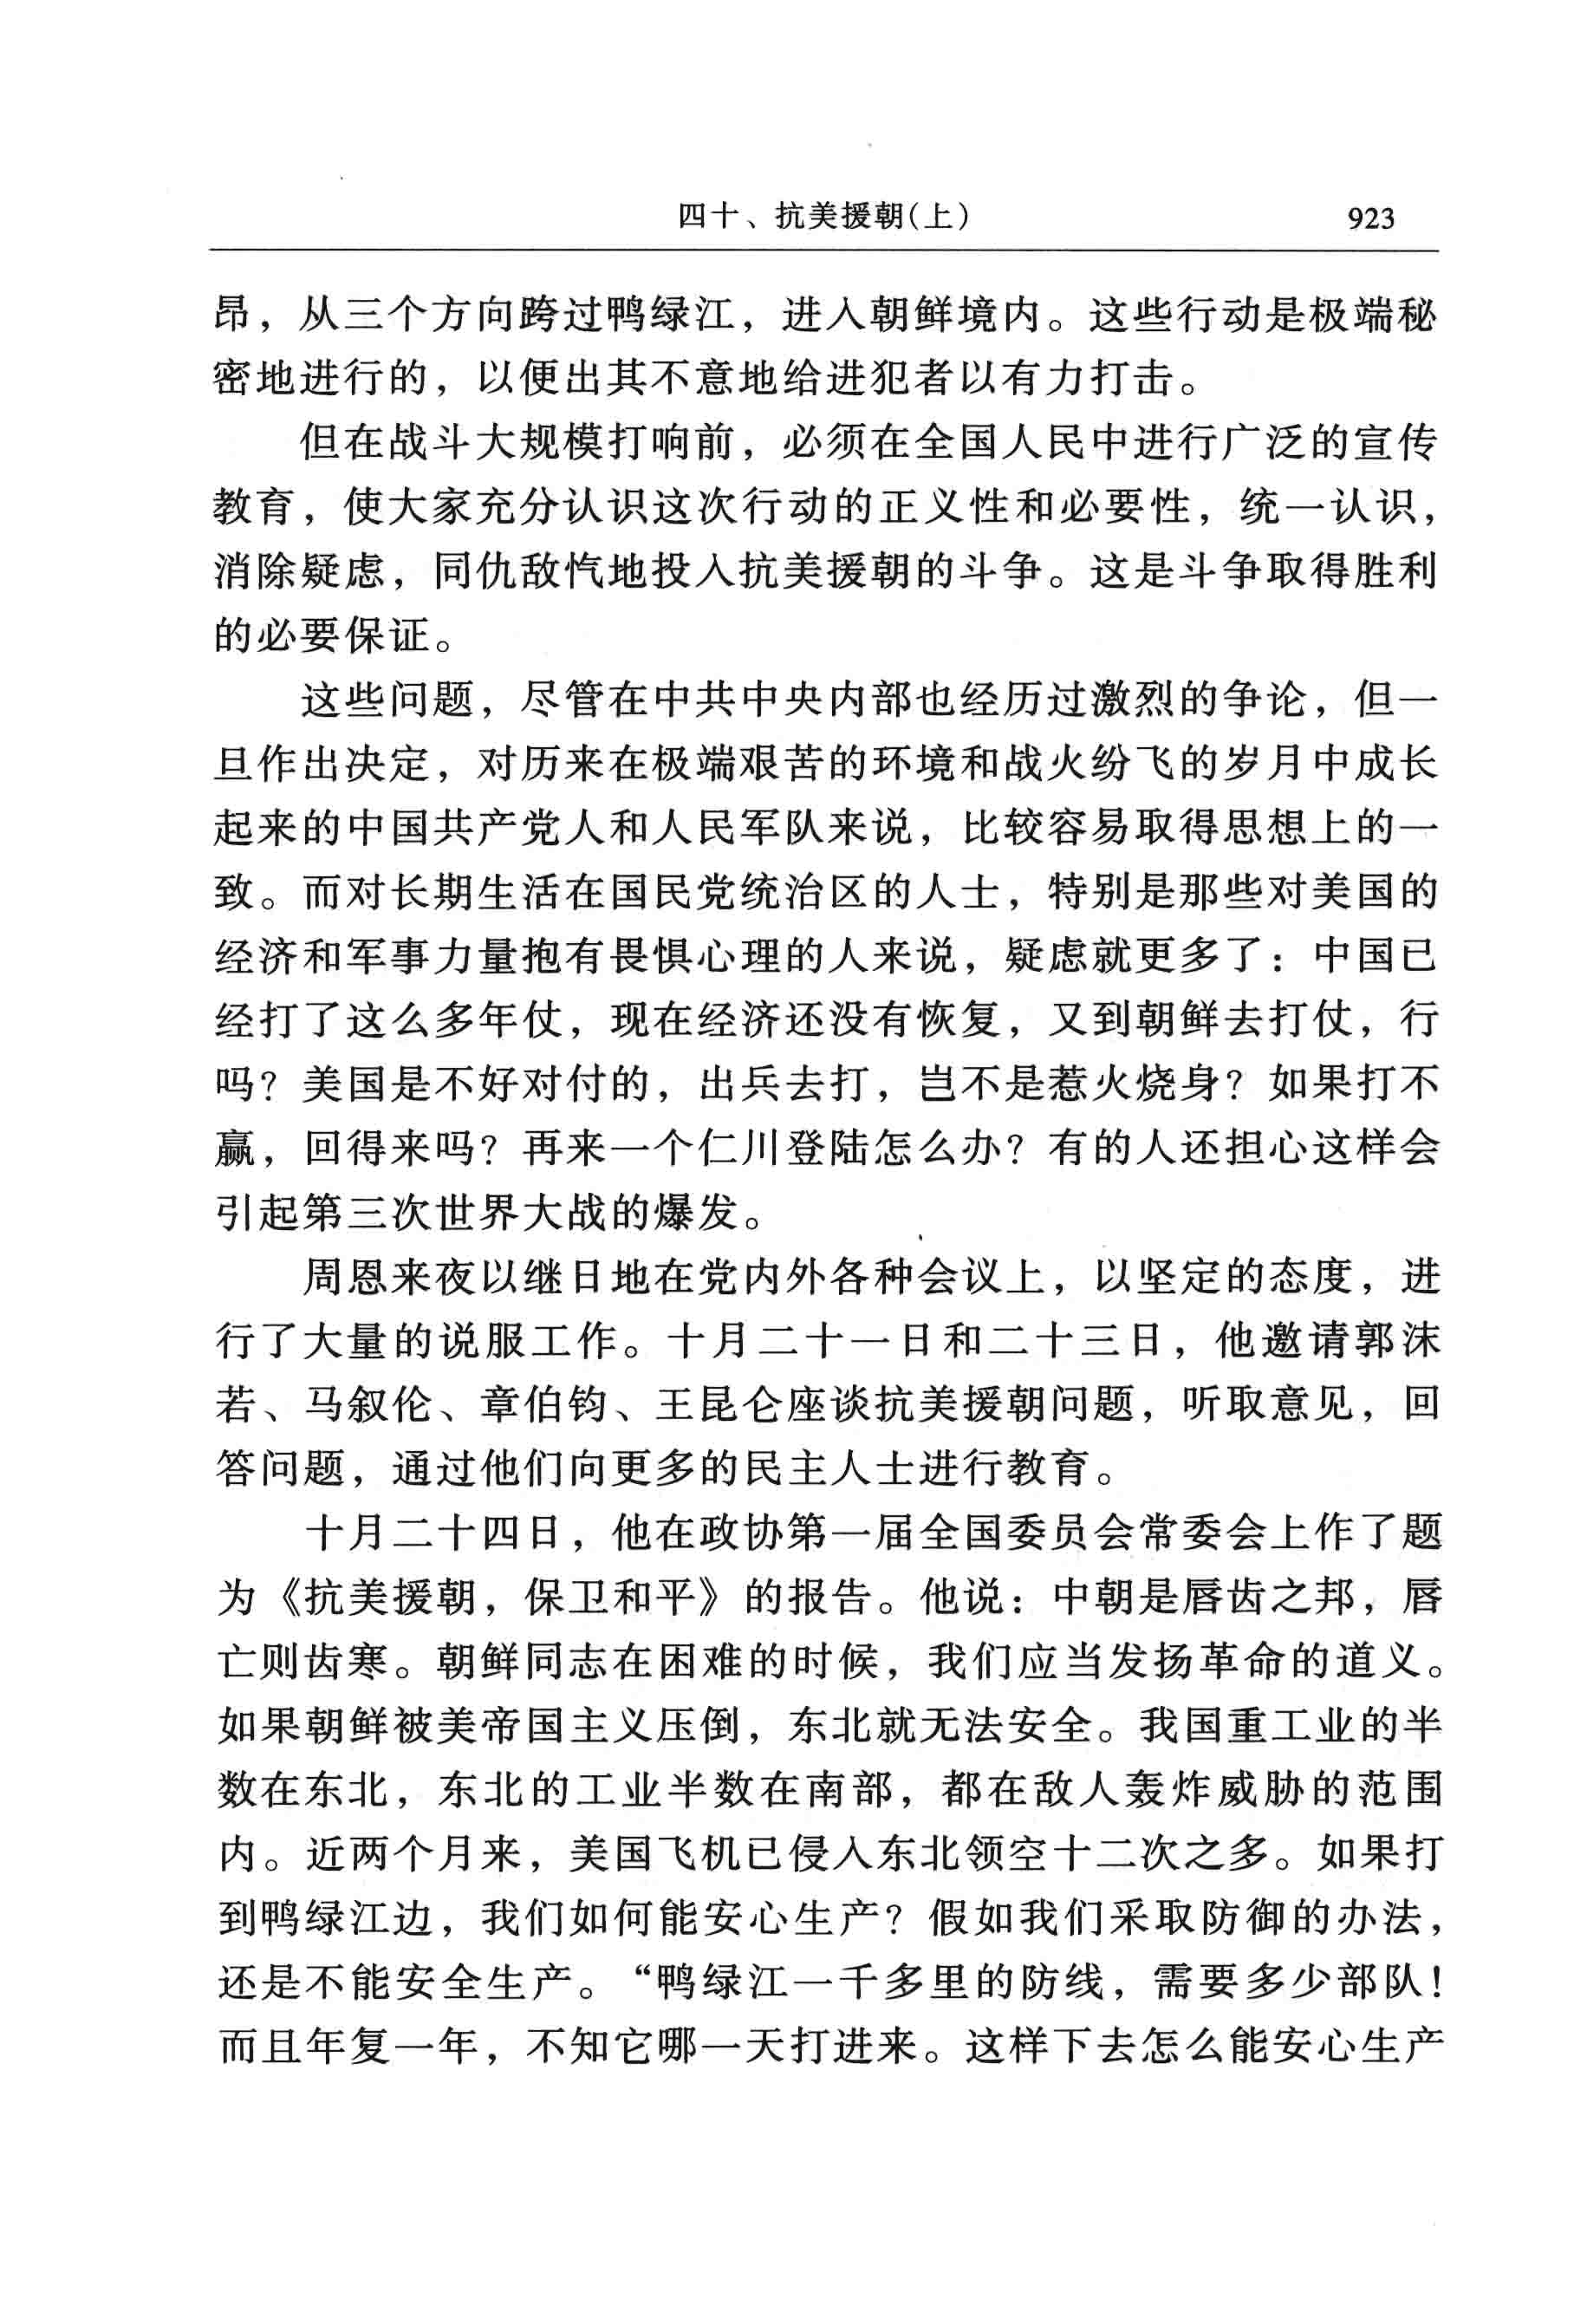 四十、抗美援朝(上) 923
昂，从三个方向跨过鸭绿江，进入朝鲜境内。这些行动是极端秘
密地进行的，以便出其不意地给进犯者以有力打击。
但在战斗大规模打响前，必须在全国人民中进行广泛的宣传
教育，使大家充分认识这次行动的正义性和必要性，统一认识，
消除疑虑，同仇敌忾地投入抗美援朝的斗争。这是斗争取得胜利
的必要保证。
这些问题，尽管在中共中央内部也经历过激烈的争论，但一
旦作出决定，对历来在极端艰苦的环境和战火纷飞的岁月中成长
起来的中国共产党人和人民军队来说，比较容易取得思想上的一
致。而对长期生活在国民党统治区的人士，特别是那些对美国的
经济和军事力量抱有畏惧心理的人来说，疑虑就更多了：中国已
经打了这么多年仗，现在经济还没有恢复，又到朝鲜去打仗，行
吗？美国是不好对付的，出兵去打，岂不是惹火烧身？如果打不
赢，回得来吗？再来一个仁川登陆怎么办？有的人还担心这样会
引起第三次世界大战的爆发。
周恩来夜以继日地在党内外各种会议上，以坚定的态度，进
行了大量的说服工作。十月二十一日和二十三日，他邀请郭沫
若、马叙伦、章伯钧、王昆仑座谈抗美援朝问题，听取意见，回
答问题，通过他们向更多的民主人士进行教育。
十月二十四日，他在政协第一届全国委员会常委会上作了题
为《抗美援朝，保卫和平》的报告。他说：中朝是唇齿之邦，唇
亡则齿寒。朝鲜同志在困难的时候，我们应当发扬革命的道义。
如果朝鲜被美帝国主义压倒，东北就无法安全。我国重工业的半
数在东北，东北的工业半数在南部，都在敌人轰炸威胁的范围
内。近两个月来，美国飞机已侵入东北领空十二次之多。如果打
到鸭绿江边，我们如何能安心生产？假如我们采取防御的办法，
还是不能安全生产。“鸭绿江一千多里的防线，需要多少部队！
而且年复一年，不知它哪一天打进来。这样下去怎么能安心生产